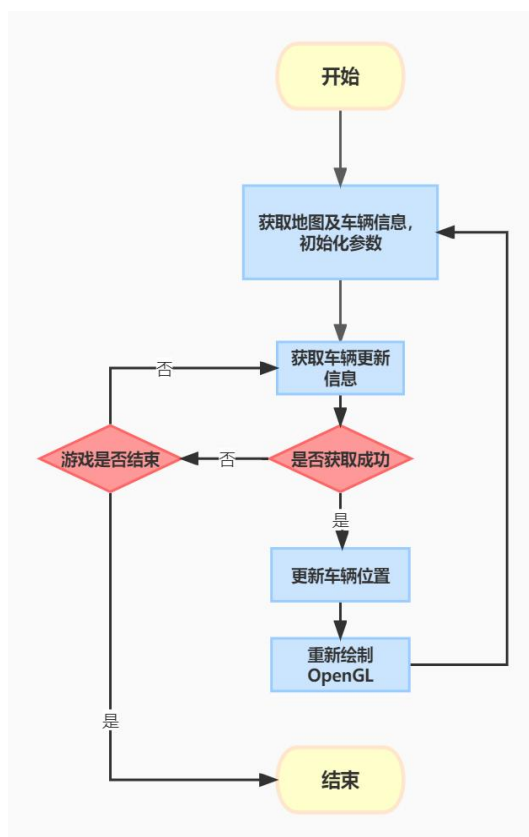 开始
获取地图及车辆信息，
初始化参数
获取车辆更新
信息
否
游戏是否结束
否
是否获取成功
是
更新车辆位置
重新绘制
OpenGL
是
结束